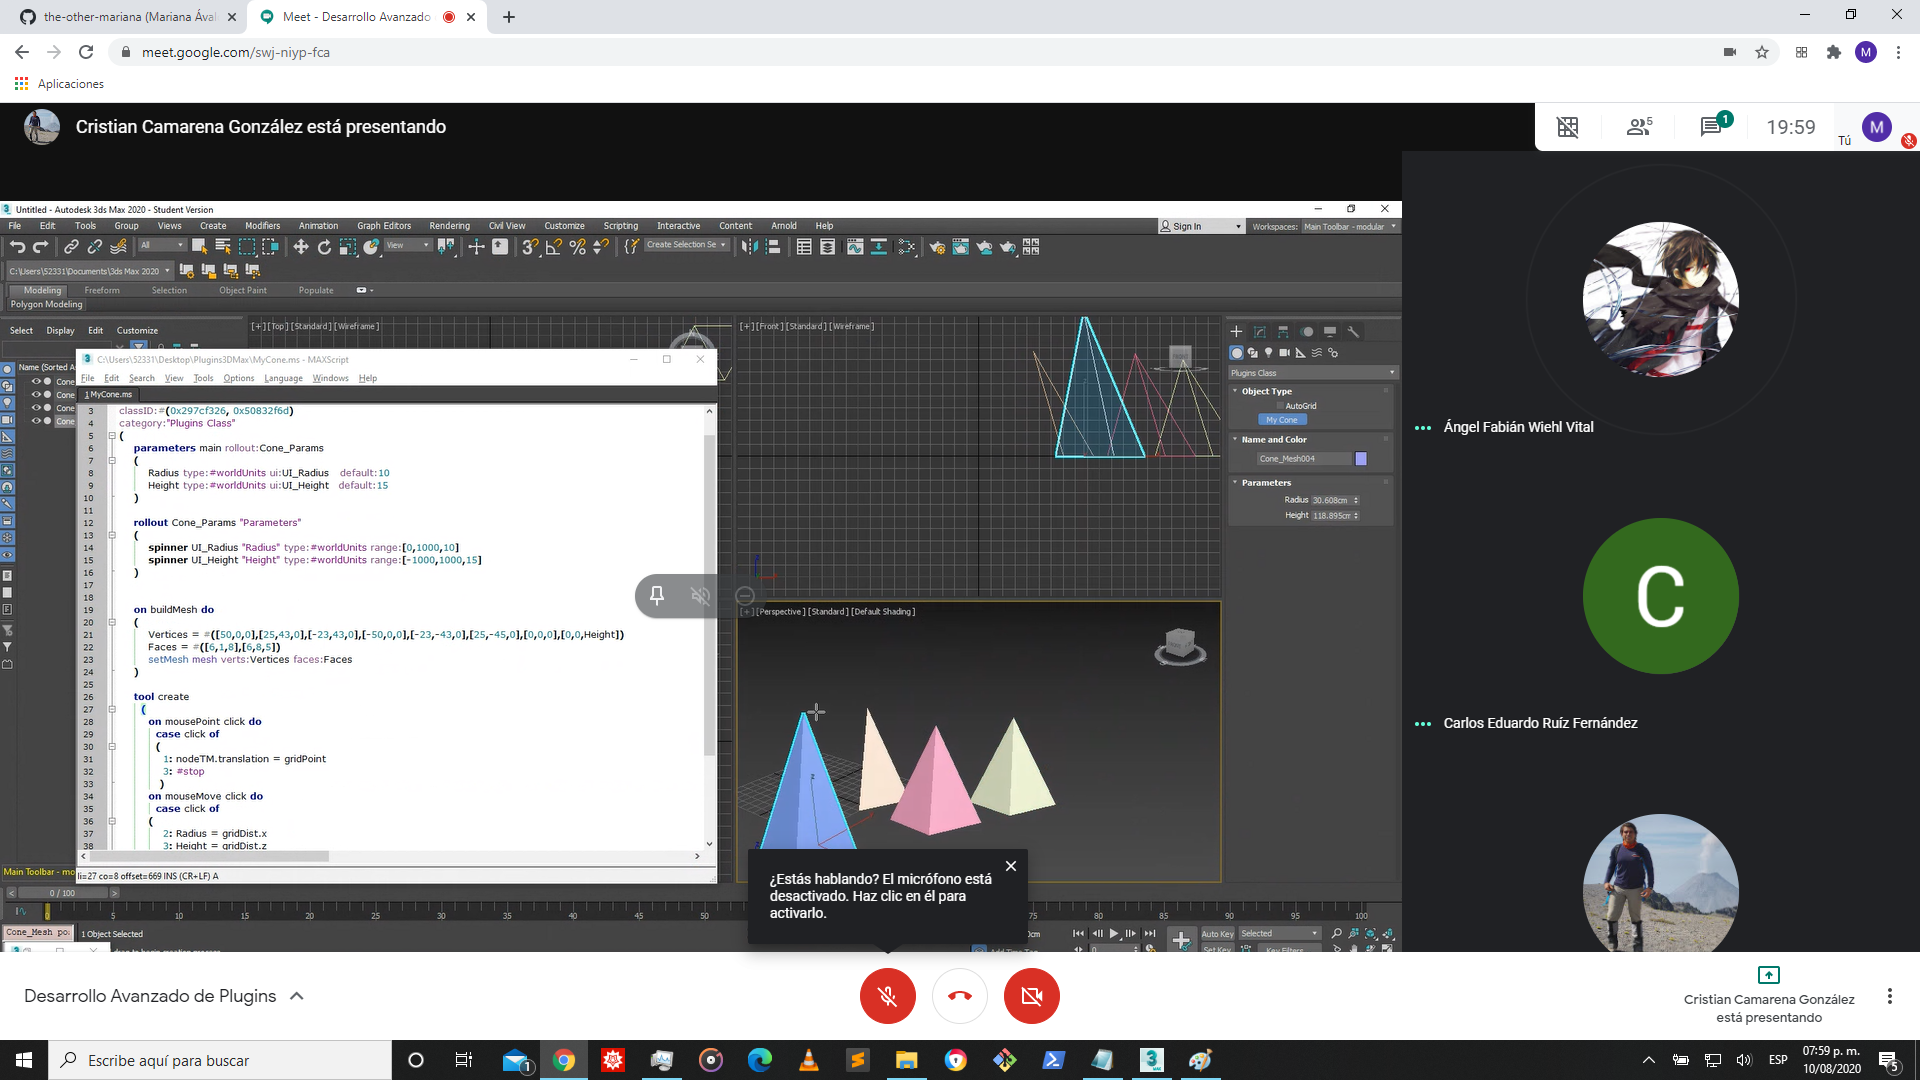 the-other-mariana (Mariana Ával
Meet - Desarrollo Avanzado
meet.google.com/swj-niyp-fca
M
Aplicaciones
Cristian Camarena González está presentando
5
1
19:59
Tú
M
Untitled - Autodesk 3ds Max 2020 - Student Version
File Edit Tools Group Views Create Modifiers Animation Graph Editors Rendering Civil View Customize Scripting Interactive Content Arnold Help
Sign In
Workspaces: Main Toolbar - modular
All
View
Create Selection Se
C:\Users\52331\Documents\3ds Max 2020
Modeling Freeform Selection Object Paint Populate
Polygon Modeling
Select Display Edit Customize
[+] [Top] [Standard] [Wireframe]
[+] [Front] [Standard] [Wireframe]
Name (Sorted As
Cone
Cone
Cone
Cone
C:\Users\52331\Desktop\Plugins3DMax\MyCone.ms - MAXScript
File Edit Search View Tools Options Language Windows Help
1 MyCone.ms
3 classID:#(0x297cf326, 0x50832f6d)
4 category:"Plugins Class"
5 (
6 parameters main rollout:Cone_Params
7 (
8 Radius type:#worldUnits ui:UI_Radius default:10
9 Height type:#worldUnits ui:UI_Height default:15
10 )
11
12 rollout Cone_Params "Parameters"
13 (
14 spinner UI_Radius "Radius" type:#worldUnits range:[0,1000,10]
15 spinner UI_Height "Height" type:#worldUnits range:[-1000,1000,15]
16 )
17
18
19 on buildMesh do
20 (
21 Vertices = #([50,0,0],[25,43,0],[-23,43,0],[-50,0,0],[-23,-43,0],[25,-45,0],[0,0,0],[0,0,Height])
22 Faces = #([6,1,8],[6,8,5])
23 setMesh mesh verts:Vertices faces:Faces
24 )
25
26 tool create
27 (
28 on mousePoint click do
29 case click of
30 (
31 1: nodeTM.translation = gridPoint
32 3: #stop
33 )
34 on mouseMove click do
35 case click of
36 (
37 2: Radius = gridDist.x
38 3: Height = gridDist.z
li=27 co=8 offset=669 INS (CR+LF) A
Plugins Class
Object Type
AutoGrid
My Cone
Name and Color
Cone_Mesh004
Parameters
Radius 30.608cm
Height 118.895cm
[+] [Perspective] [Standard] [Default Shading]
Main Toolbar - mo
0 / 100
0 5 10 15 20 25 30 35 40 45 50 75 80 85 90 95 100
Cone_Mesh po:
1 Object Selected
Auto Key
Selected
Set Key
Key Filters...
¿Estás hablando? El micrófono está
desactivado. Haz clic en él para
activarlo.
Ángel Fabián Wiehl Vital
C
Carlos Eduardo Ruíz Fernández
Desarrollo Avanzado de Plugins
Cristian Camarena González
está presentando
Escribe aquí para buscar
1
ESP
07:59 p. m.
10/08/2020
5